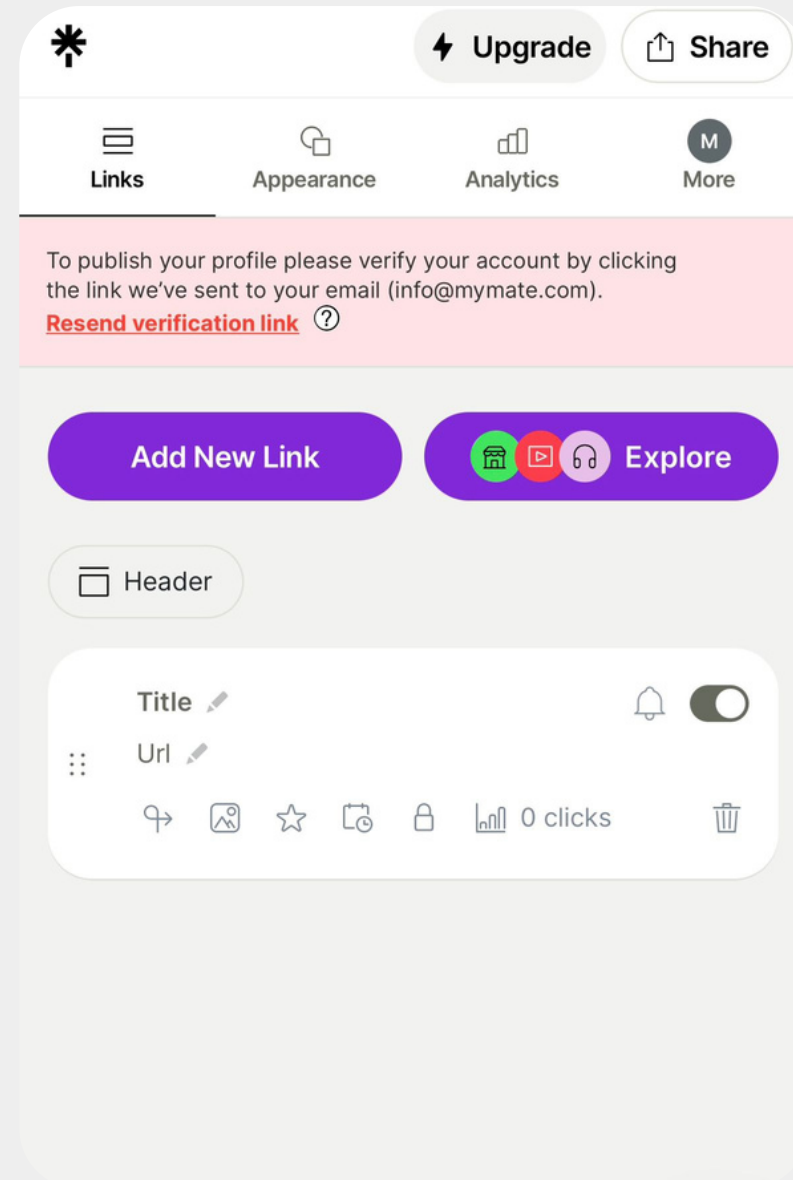 Upgrade
Share
Links
Appearance
Analytics
M
More
To publish your profile please verify your account by clicking
the link we’ve sent to your email (info@mymate.com).
Resend verification link ?
Add New Link
Explore
Header
Title
Url
0 clicks